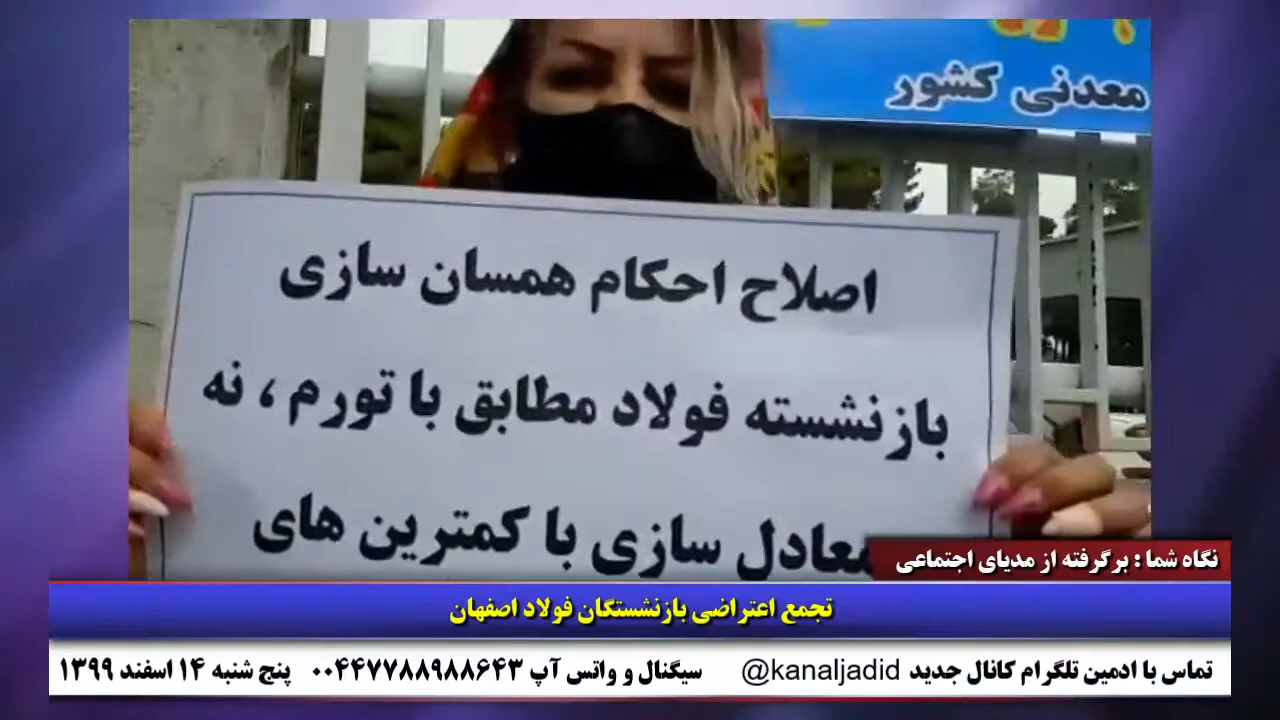 معدنی کشور
اصلاح احکام همسان سازی
بازنشسته فولاد مطابق با تورم ، نه
معادل سازی با کمترین های
نگاه شما : برگرفته از مدیای اجتماعی
تجمع اعتراضی بازنشستگان فولاد اصفهان
تماس با ادمین تلگرام کانال جدید @kanaljadid سیگنال و واتس آپ ۰۰۴۴۷۷۸۸۹۸۸۶۴۳ پنج شنبه ۱۴ اسفند ۱۳۹۹